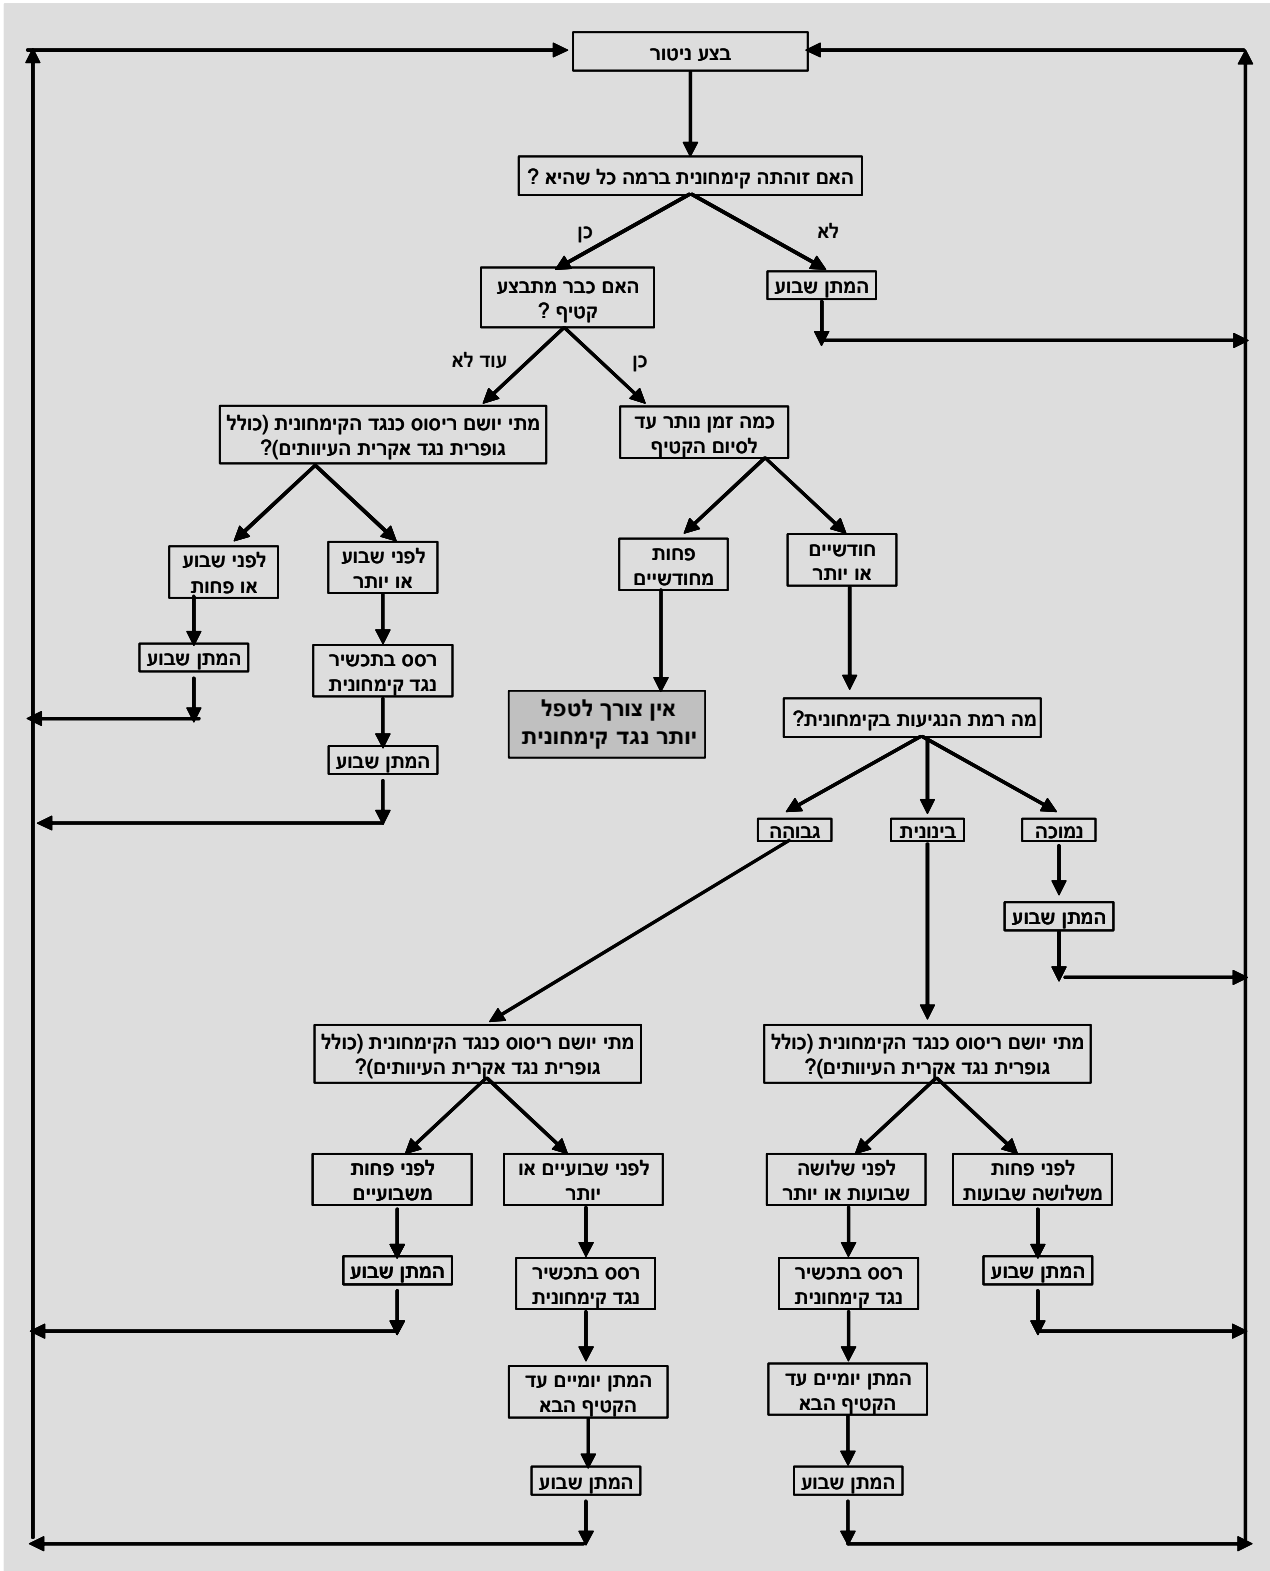 בצע ניטור
האם זוהתה קימחונית ברמה כל שהיא ?
לא
כן
המתן שבוע
האם כבר מתבצע
קטיף ?
כן
עוד לא
כמה זמן נותר עד
לסיום הקטיף
מתי יושם ריסוס כנגד הקימחונית (כולל
גופרית נגד אקרית העיוותים)?
חודשיים
או יותר
פחות
מחודשיים
לפני שבוע
או יותר
לפני שבוע
או פחות
המתן שבוע
רסס בתכשיר
נגד קימחונית
אין צורך לטפל
יותר נגד קימחונית
מה רמת הנגיעות בקימחונית?
המתן שבוע
נמוכה
בינונית
גבוהה
המתן שבוע
מתי יושם ריסוס כנגד הקימחונית (כולל
גופרית נגד אקרית העיוותים)?
מתי יושם ריסוס כנגד הקימחונית (כולל
גופרית נגד אקרית העיוותים)?
לפני פחות
משלושה שבועות
לפני שלושה
שבועות או יותר
לפני שבועיים או
יותר
לפני פחות
משבועיים
המתן שבוע
רסס בתכשיר
נגד קימחונית
רסס בתכשיר
נגד קימחונית
המתן שבוע
המתן יומיים עד
הקטיף הבא
המתן יומיים עד
הקטיף הבא
המתן שבוע
המתן שבוע